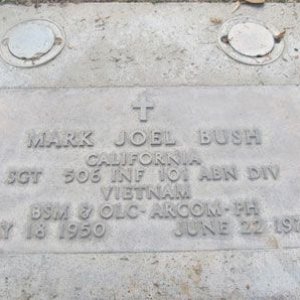 MARK JOEL BUSH
CALIFORNIA
SGT 506 INF 101 ABN DIV
VIETNAM
BSM & OLC-ARCOM-PH
Y 18 1950 JUNE 22 19